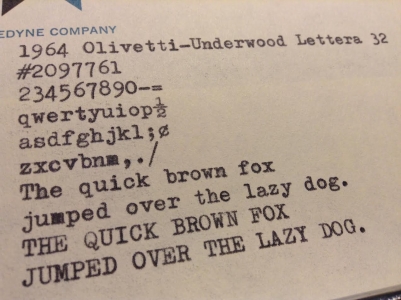 EDYNE COMPANY
1964 Olivetti-Underwood Lettera 32
#2097761
234567890-=
qwertyuiop½
asdfghjkl;¢
zxcvbnm,./
The quick brown fox
jumped over the lazy dog.
THE QUICK BROWN FOX
JUMPED OVER THE LAZY DOG.